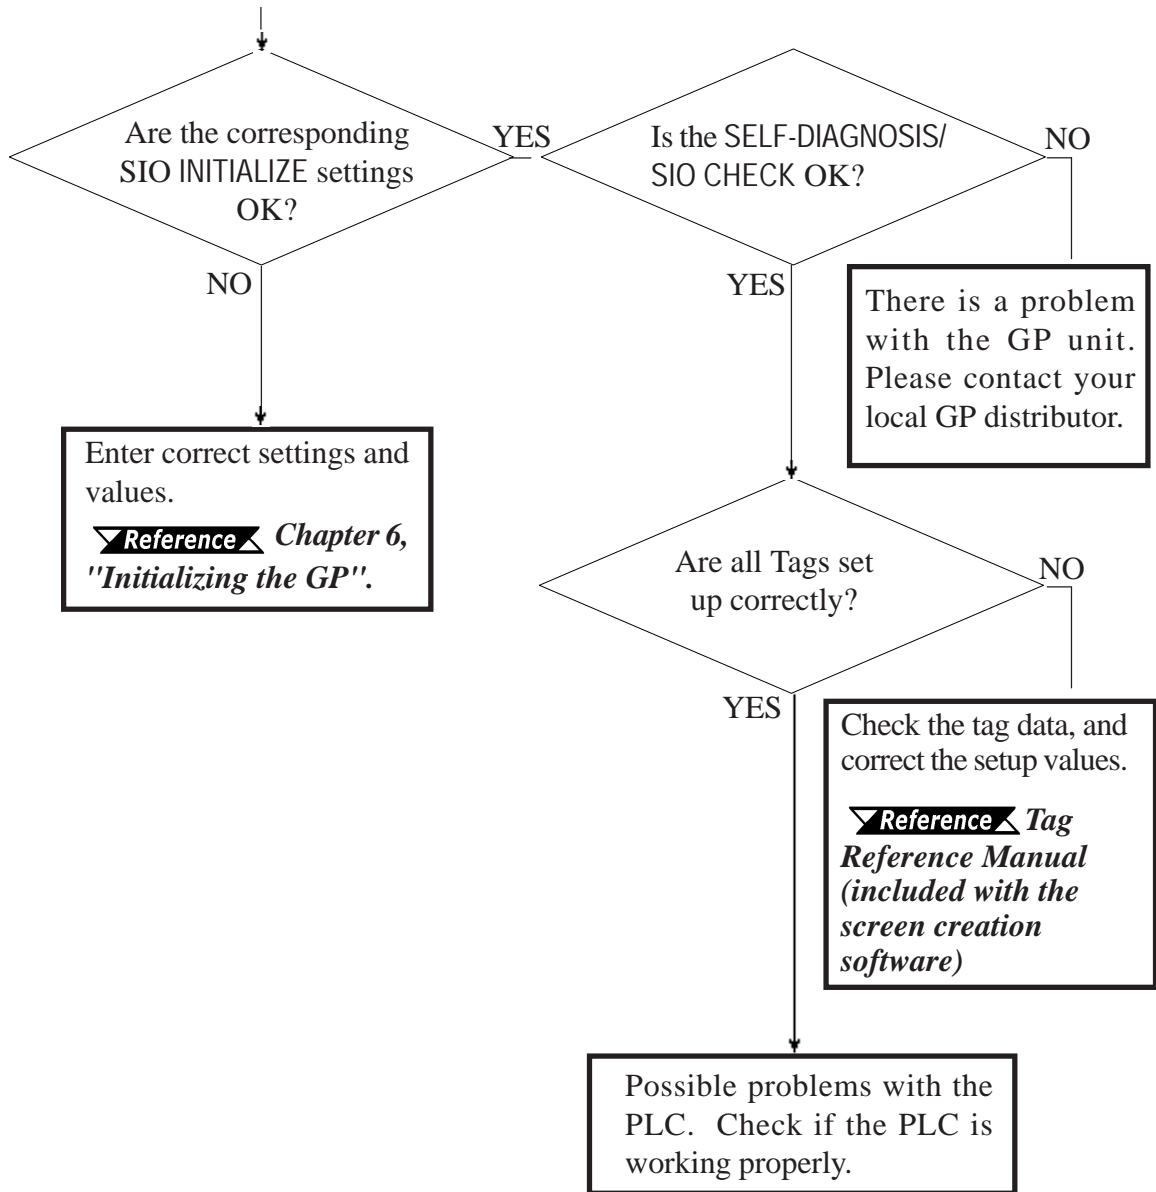 Are the corresponding
SIO INITIALIZE settings
OK?
YES
NO
Enter correct settings and
values.
Reference Chapter 6,
"Initializing the GP".
Is the SELF-DIAGNOSIS/
SIO CHECK OK?
NO
YES
There is a problem
with the GP unit.
Please contact your
local GP distributor.
Are all Tags set
up correctly?
NO
YES
Check the tag data, and
correct the setup values.
Reference Tag
Reference Manual
(included with the
screen creation
software)
Possible problems with the
PLC. Check if the PLC is
working properly.